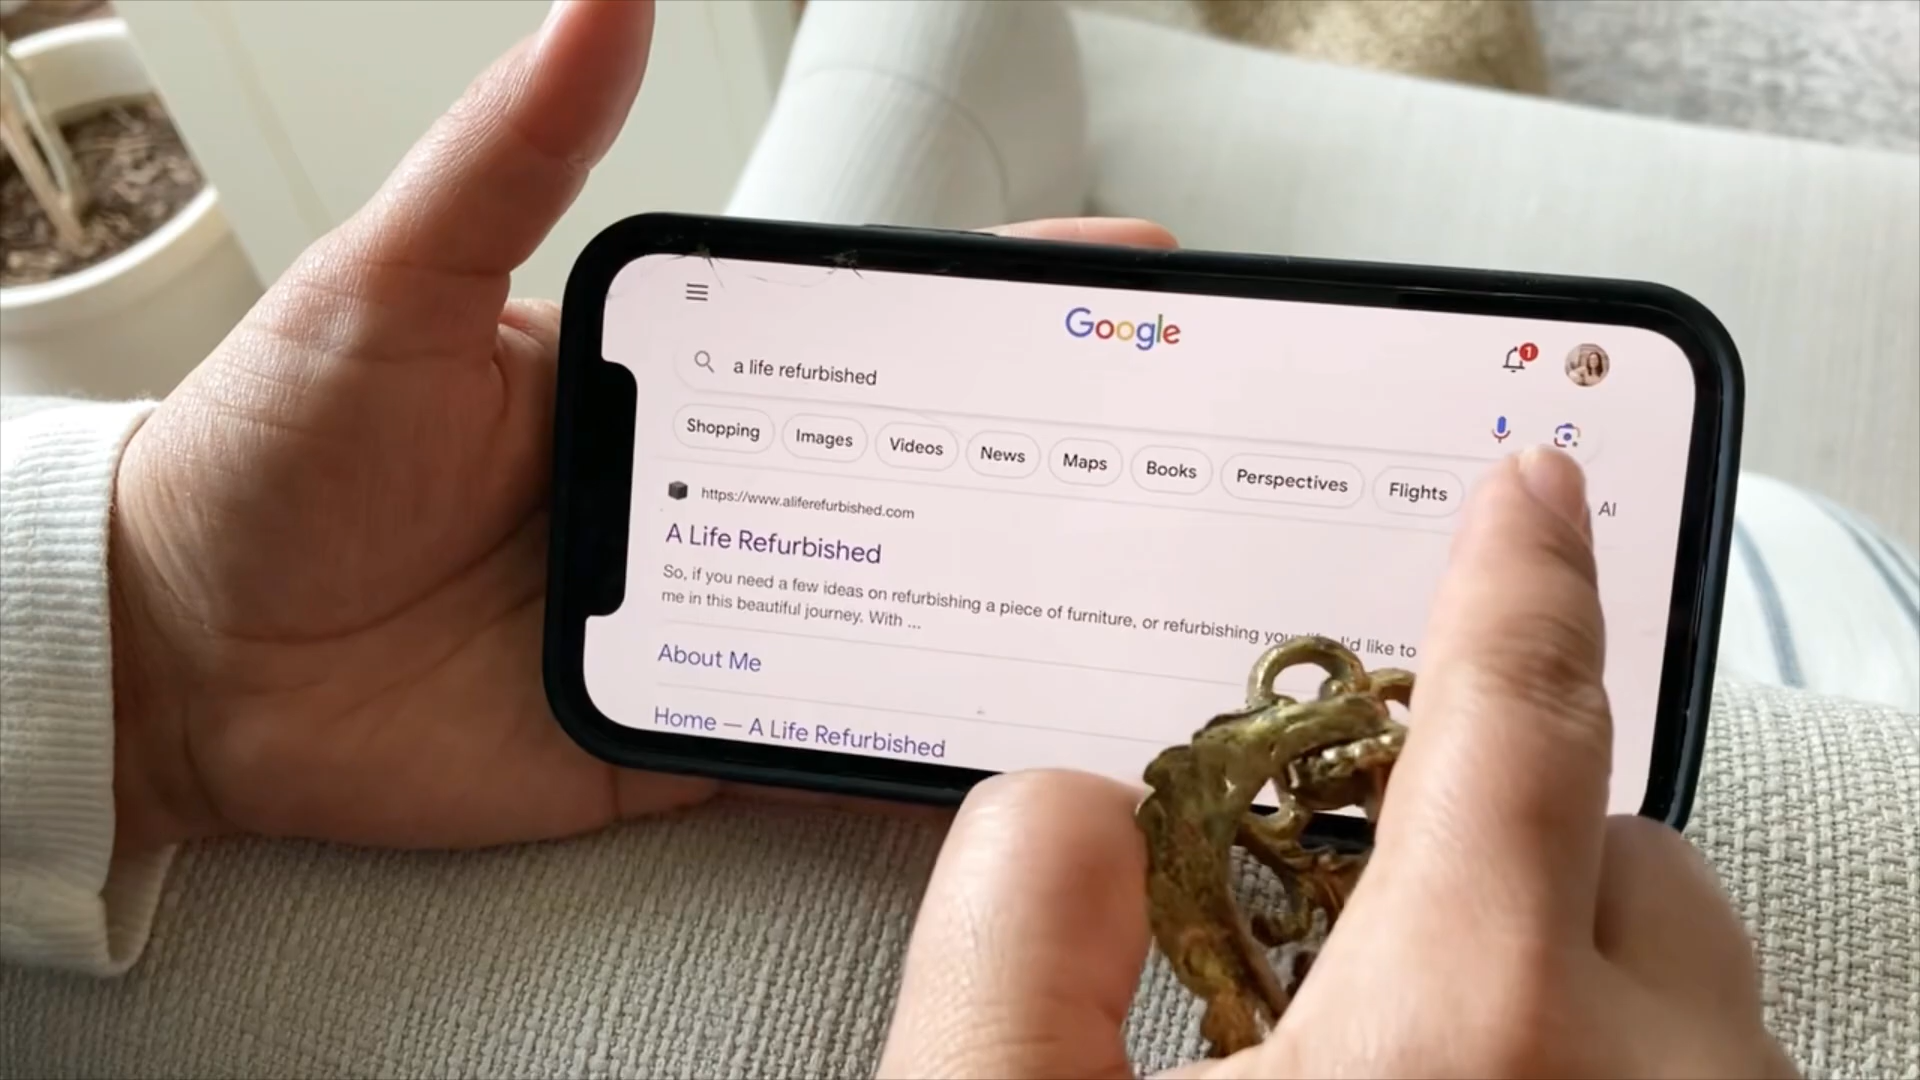 Google
1
a life refurbished
Shopping Images Videos News Maps Books Perspectives Flights AI
https://www.aliferefurbished.com
A Life Refurbished
So, if you need a few ideas on refurbishing a piece of furniture, or refurbishing I'd like to
me in this beautiful journey. With ...
About Me
Home — A Life Refurbished